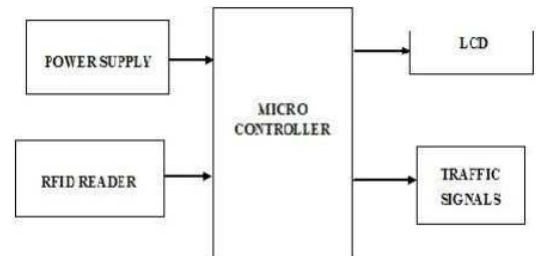 POWER SUPPLY
LCD
MICRO
CONTROLLER
RFID READER
TRAFFIC
SIGNALS